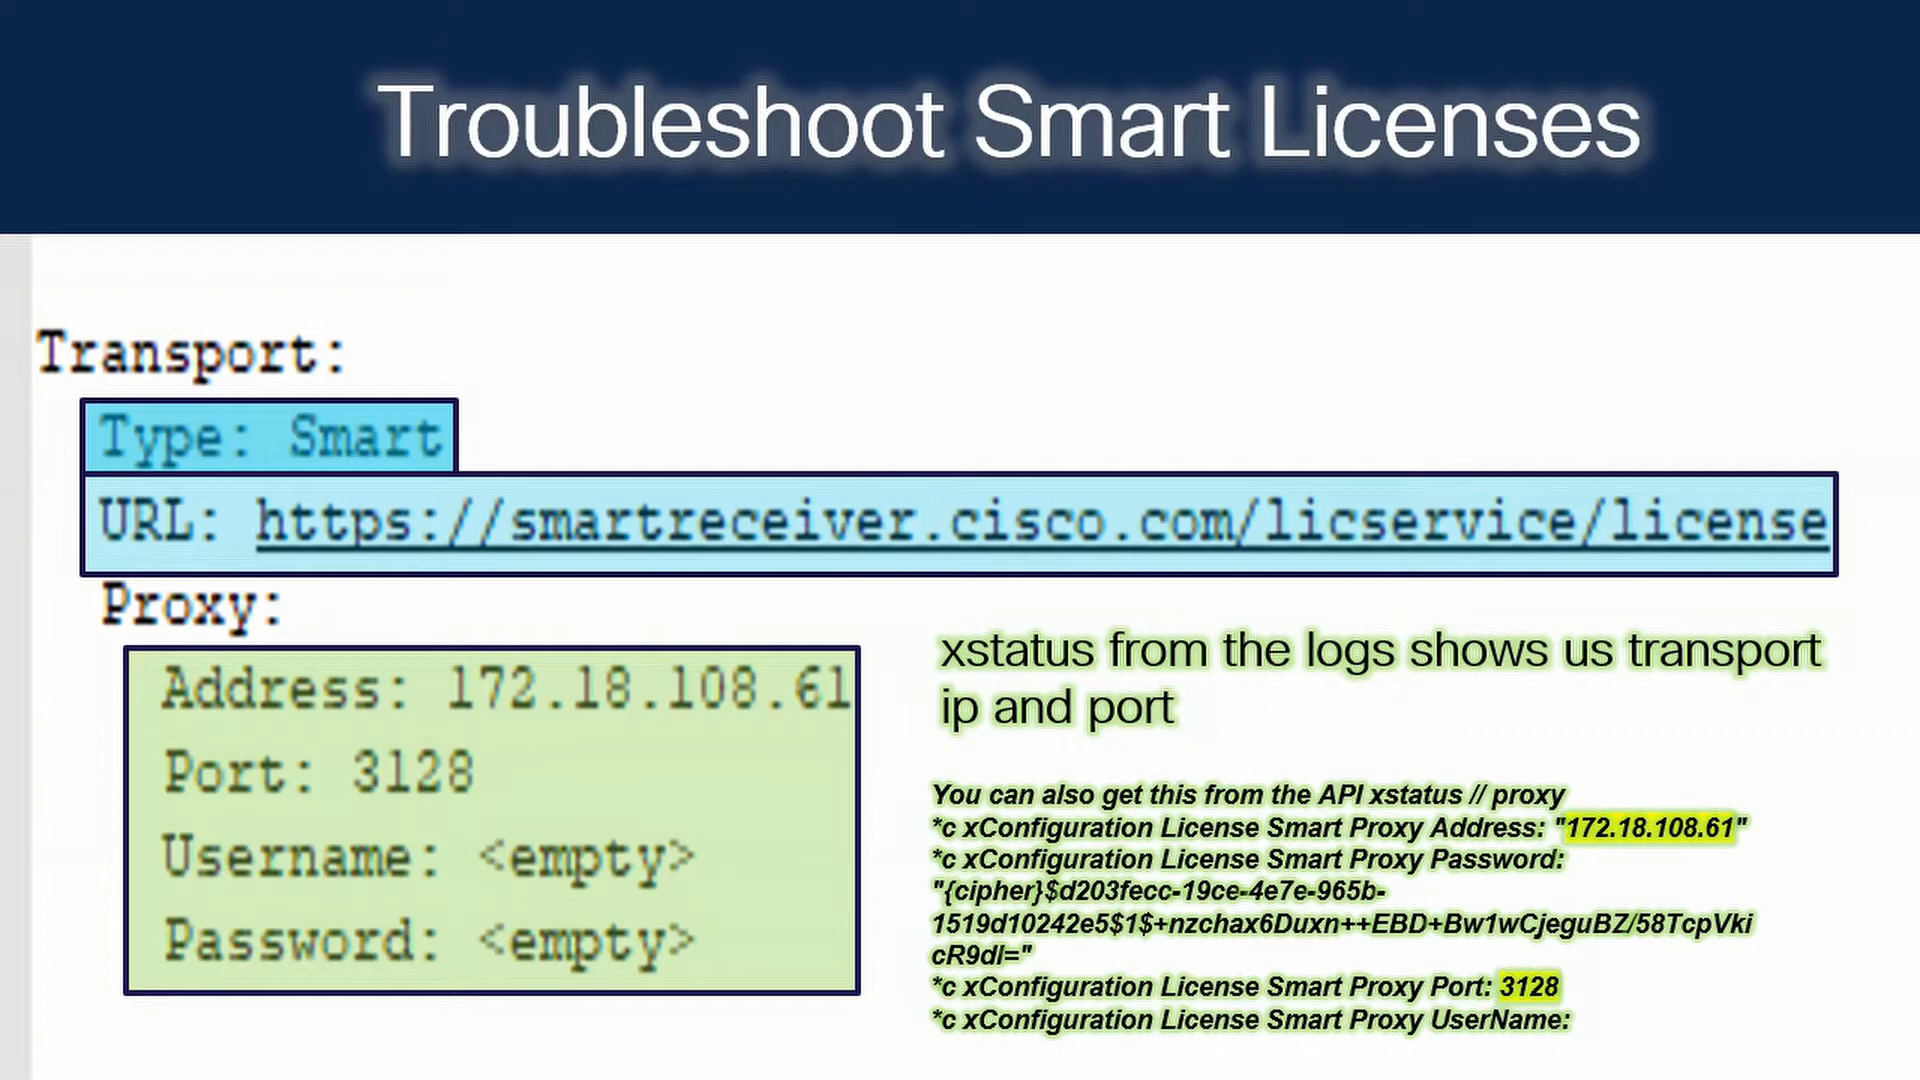 Troubleshoot Smart Licenses
Transport:
Type: Smart
URL: https://smartreceiver.cisco.com/licservice/license
Proxy:
Address: 172.18.108.61
Port: 3128
Username: <empty>
Password: <empty>
xstatus from the logs shows us transport
ip and port
You can also get this from the API xstatus // proxy
*c xConfiguration License Smart Proxy Address: "172.18.108.61"
*c xConfiguration License Smart Proxy Password:
"{cipher}$d203fecc-19ce-4e7e-965b-
1519d10242e5$1$+nzchax6Duxn++EBD+Bw1wCjeguBZ/58TcpVki
cR9dI="
*c xConfiguration License Smart Proxy Port: 3128
*c xConfiguration License Smart Proxy UserName: